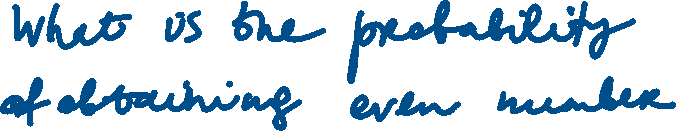 What is the probability
of obtaining even number